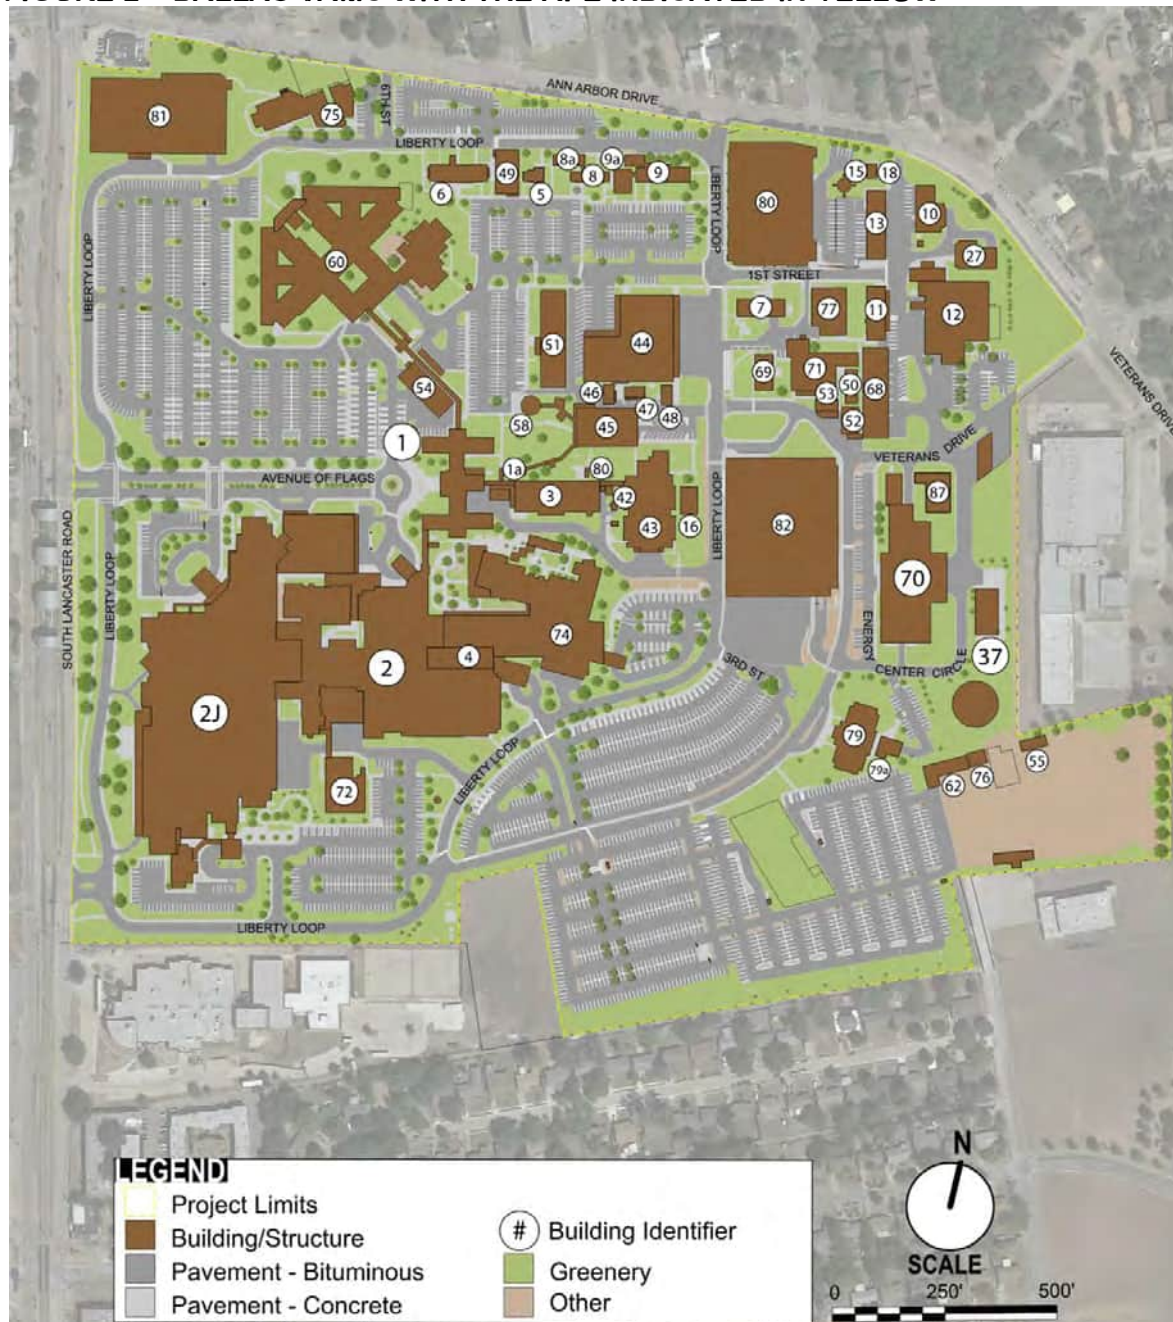 ANN ARBOR DRIVE
6TH ST
81
75
LIBERTY LOOP
8a
9a
49
8
9
6
5
15
18
LIBERTY LOOP
80
13
10
27
60
LIBERTY LOOP
1ST STREET
7
77
11
12
51
44
VETERANS DRIVE
69
71
50
68
54
46
53
47
48
58
45
52
1
VETERANS DRIVE
1a
80
AVENUE OF FLAGS
3
42
87
43
16
LIBERTY LOOP
82
SOUTH LANCASTER ROAD
LIBERTY LOOP
70
74
ENERGY CENTER CIRCLE
4
2
37
3RD ST
2J
79
79a
55
76
62
LIBERTY LOOP
72
LIBERTY LOOP
N
LEGEND
Project Limits
Building/Structure
# Building Identifier
Pavement - Bituminous
Greenery
Pavement - Concrete
Other
SCALE
0 250' 500'